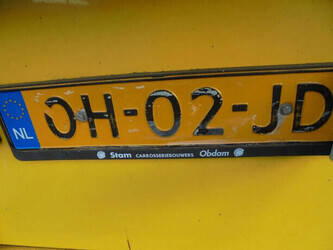 NL OH-02-JD
Stam CARROSSERIEBOUWERS Obdam